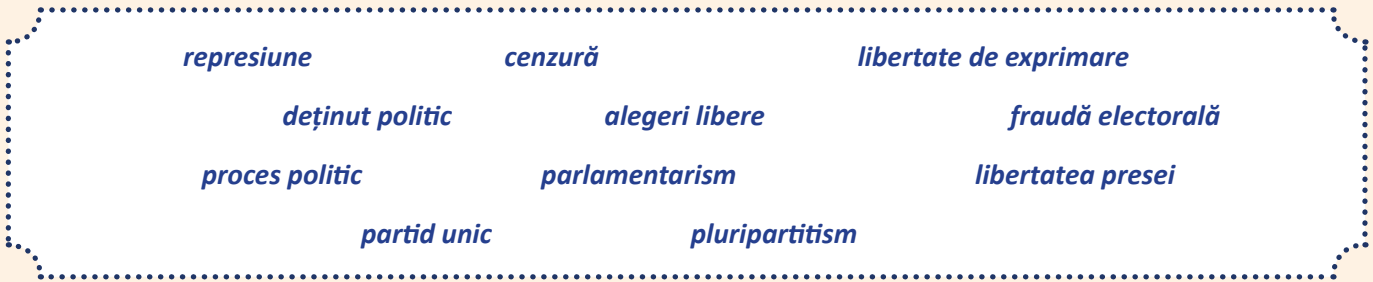 represiune cenzură libertate de exprimare
deținut politic alegeri libere fraudă electorală
proces politic parlamentarism libertatea presei
partid unic pluripartitism